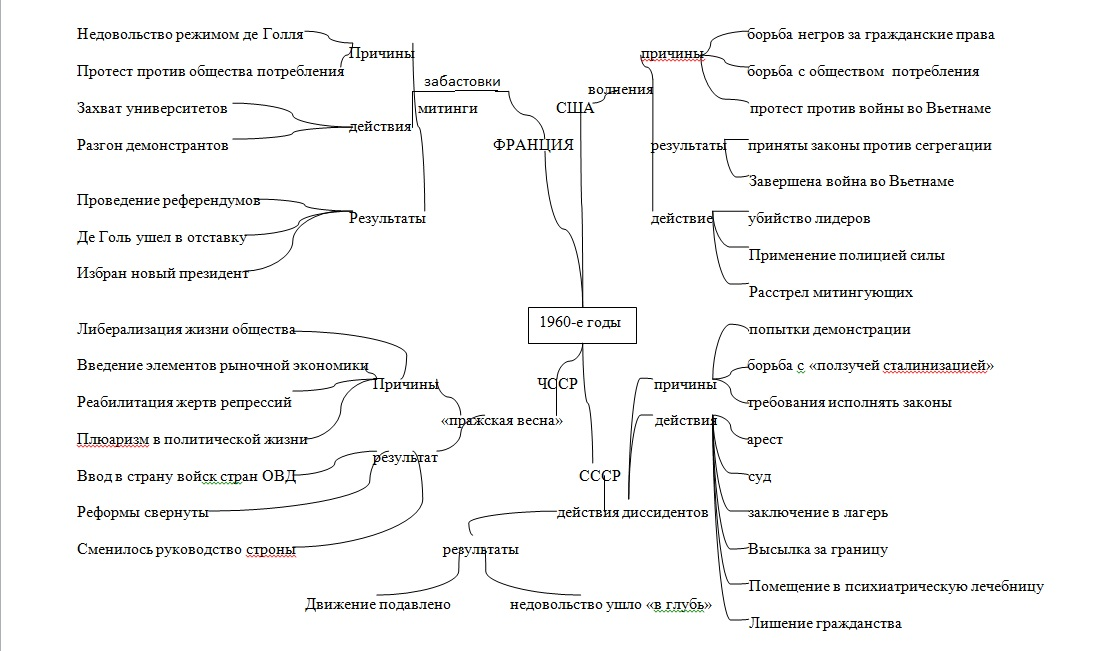 Недовольство режимом де Голля
Протест против общества потребления
Причины
Захват университетов
Разгон демонстрантов
действия
Проведение референдумов
Де Голь ушел в отставку
Избран новый президент
Результаты
забастовки
митинги
ФРАНЦИЯ
США
волнения
причины
борьба негров за гражданские права
борьба с обществом потребления
протест против войны во Вьетнаме
результаты
приняты законы против сегрегации
Завершена война во Вьетнаме
действие
убийство лидеров
Применение полицией силы
Расстрел митингующих
1960-е годы
Либерализация жизни общества
Введение элементов рыночной экономики
Реабилитация жертв репрессий
Плюаризм в политической жизни
Причины
ЧССР
«пражская весна»
результат
Ввод в страну войск стран ОВД
Реформы свернуты
Сменилось руководство строны
СССР
действия диссидентов
причины
попытки демонстрации
борьба с «ползучей сталинизацией»
требования исполнять законы
действия
арест
суд
заключение в лагерь
Высылка за границу
Помещение в психиатрическую лечебницу
Лишение гражданства
результаты
Движение подавлено
недовольство ушло «в глубь»